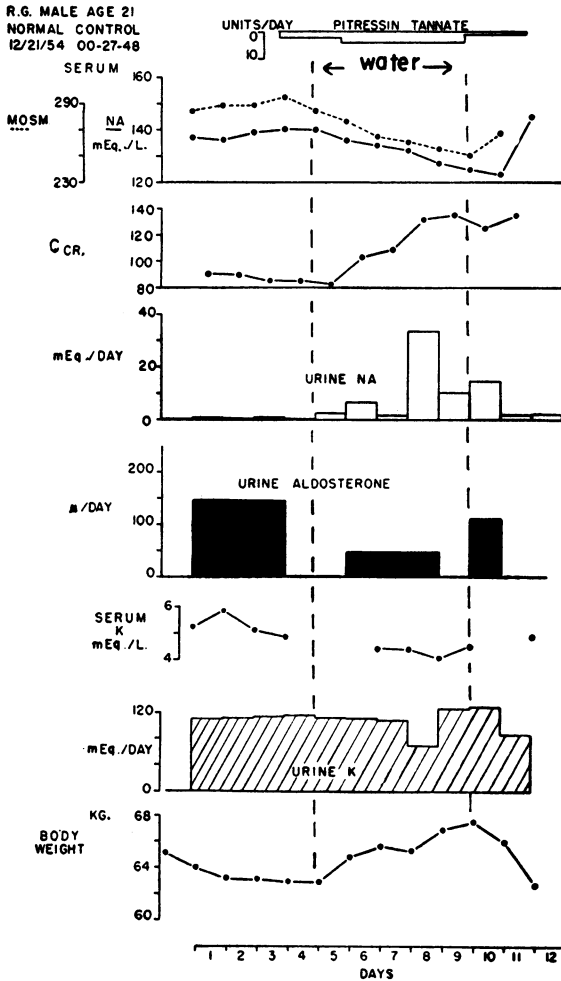 R.G. MALE AGE 21
NORMAL CONTROL
12/21/54 00-27-48
UNITS/DAY PITRESSIN TANNATE
0
10
← water →
SERUM
MOSM
290
230
NA
mEq./L.
160
140
120
CCR.
140
120
100
80
mEq./DAY
40
20
0
URINE NA
µ/DAY
200
100
0
URINE ALDOSTERONE
SERUM
K
mEq./L.
6
4
mEq./DAY
120
0
URINE K
KG.
BODY
WEIGHT
68
64
60
1 2 3 4 5 6 7 8 9 10 11 12
DAYS